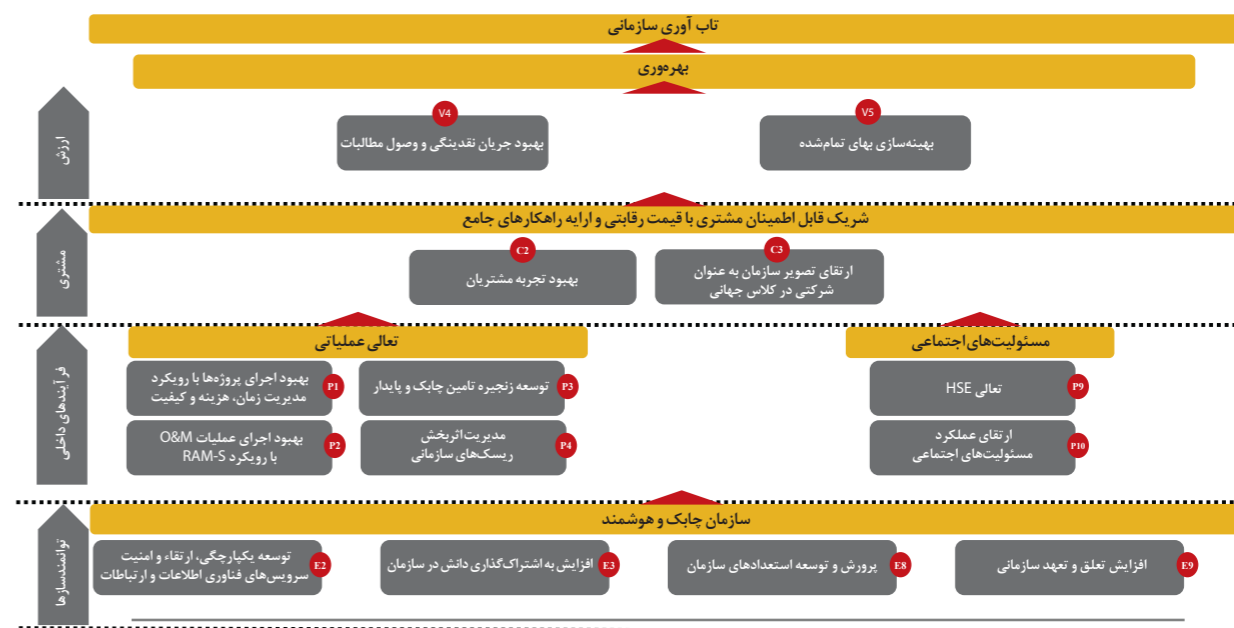 تاب آوری سازمانی
بهره‌وری
ارزش
V5
بهینه‌سازی بهای تمام‌شده
V4
بهبود جریان نقدینگی و وصول مطالبات
شریک قابل اطمینان مشتری با قیمت رقابتی و ارایه راهکارهای جامع
مشتری
C3
ارتقای تصویر سازمان به عنوان
شرکتی در کلاس جهانی
C2
بهبود تجربه مشتریان
فرآیندهای داخلی
مسئولیت‌های اجتماعی
P9
تعالی HSE
P10
ارتقای عملکرد
مسئولیت‌های اجتماعی
تعالی عملیاتی
P3
توسعه زنجیره تامین چابک و پایدار
P1
بهبود اجرای پروژه‌ها با رویکرد
مدیریت زمان، هزینه و کیفیت
P4
مدیریت اثربخش
ریسک‌های سازمانی
P2
بهبود اجرای عملیات O&M
با رویکرد RAM-S
سازمان چابک و هوشمند
توانمندسازها
E9
افزایش تعلق و تعهد سازمانی
E8
پرورش و توسعه استعدادهای سازمان
E3
افزایش به اشتراک‌گذاری دانش در سازمان
E2
توسعه یکپارچگی، ارتقاء و امنیت
سرویس‌های فناوری اطلاعات و ارتباطات